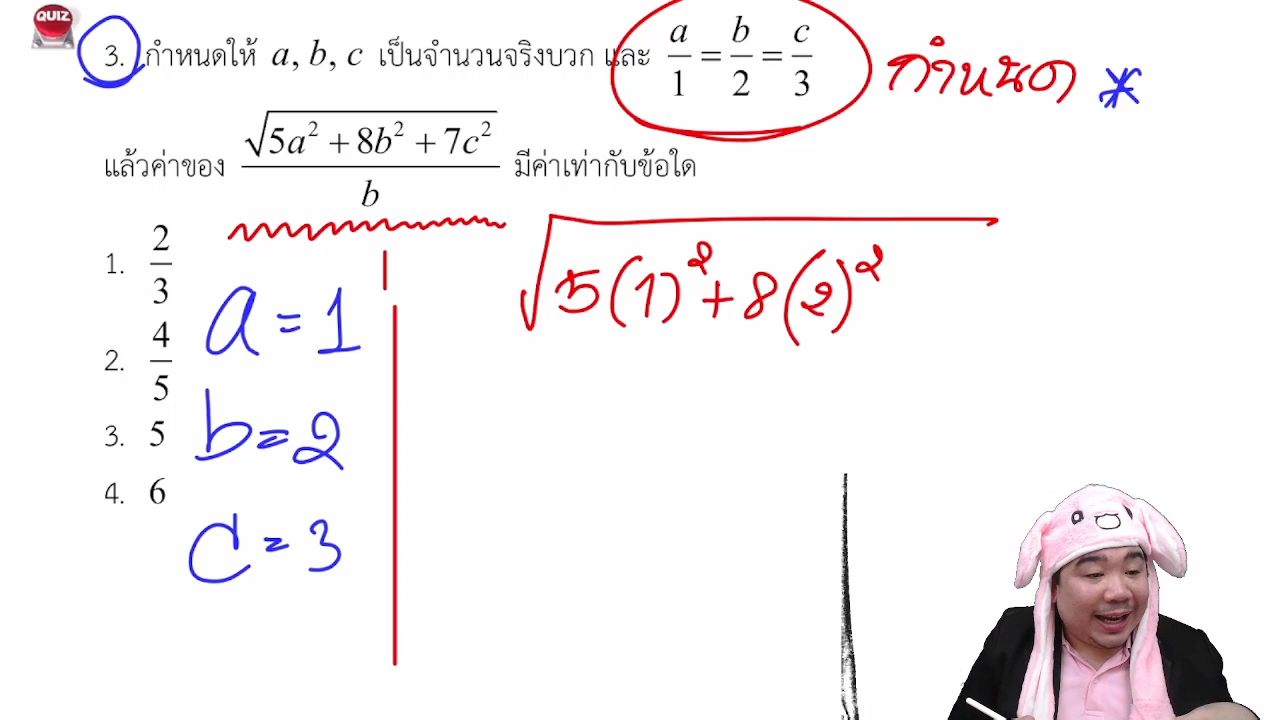 QUIZ
3. กำหนดให้ a, b, c เป็นจำนวนจริงบวก และ a/1 = b/2 = c/3 กำหนด *
แล้วค่าของ √(5a² + 8b² + 7c²)/b มีค่าเท่ากับข้อใด
1. 2/3
2. 4/5
3. 5
4. 6
a = 1
b = 2
c = 3
√5(1)² + 8(2)²